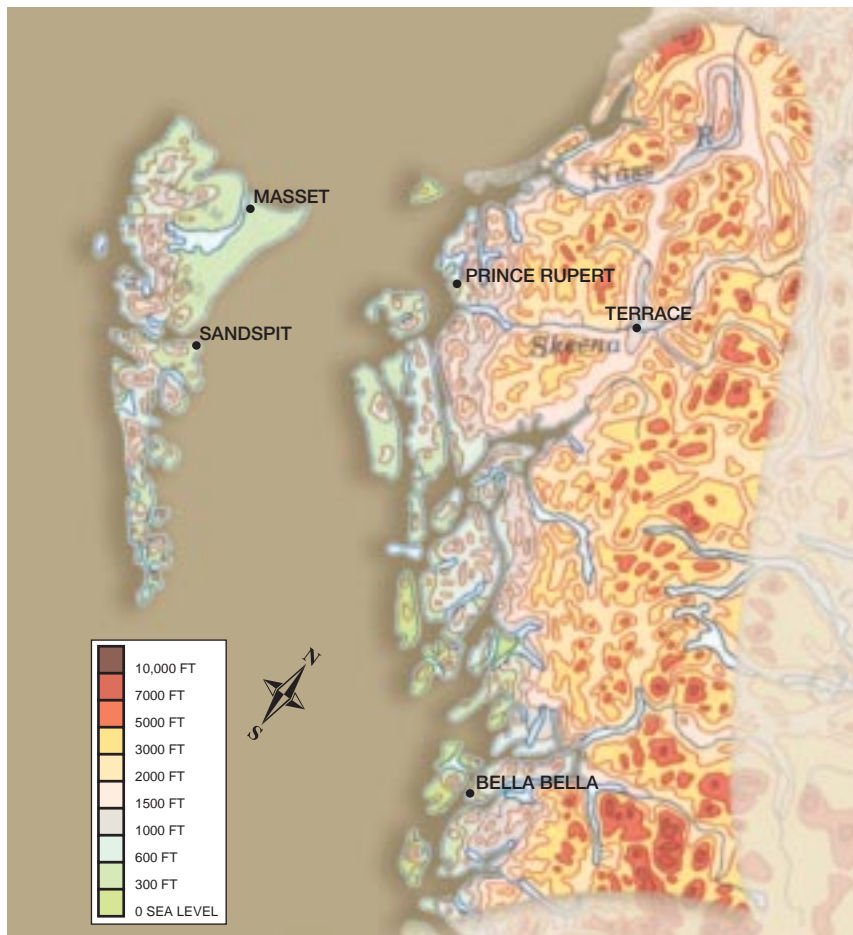 MASSET
Nass R
PRINCE RUPERT
TERRACE
SANDSPIT
Skeena
10,000 FT
7000 FT
5000 FT
3000 FT
2000 FT
1500 FT
1000 FT
600 FT
300 FT
0 SEA LEVEL
N
S
BELLA BELLA